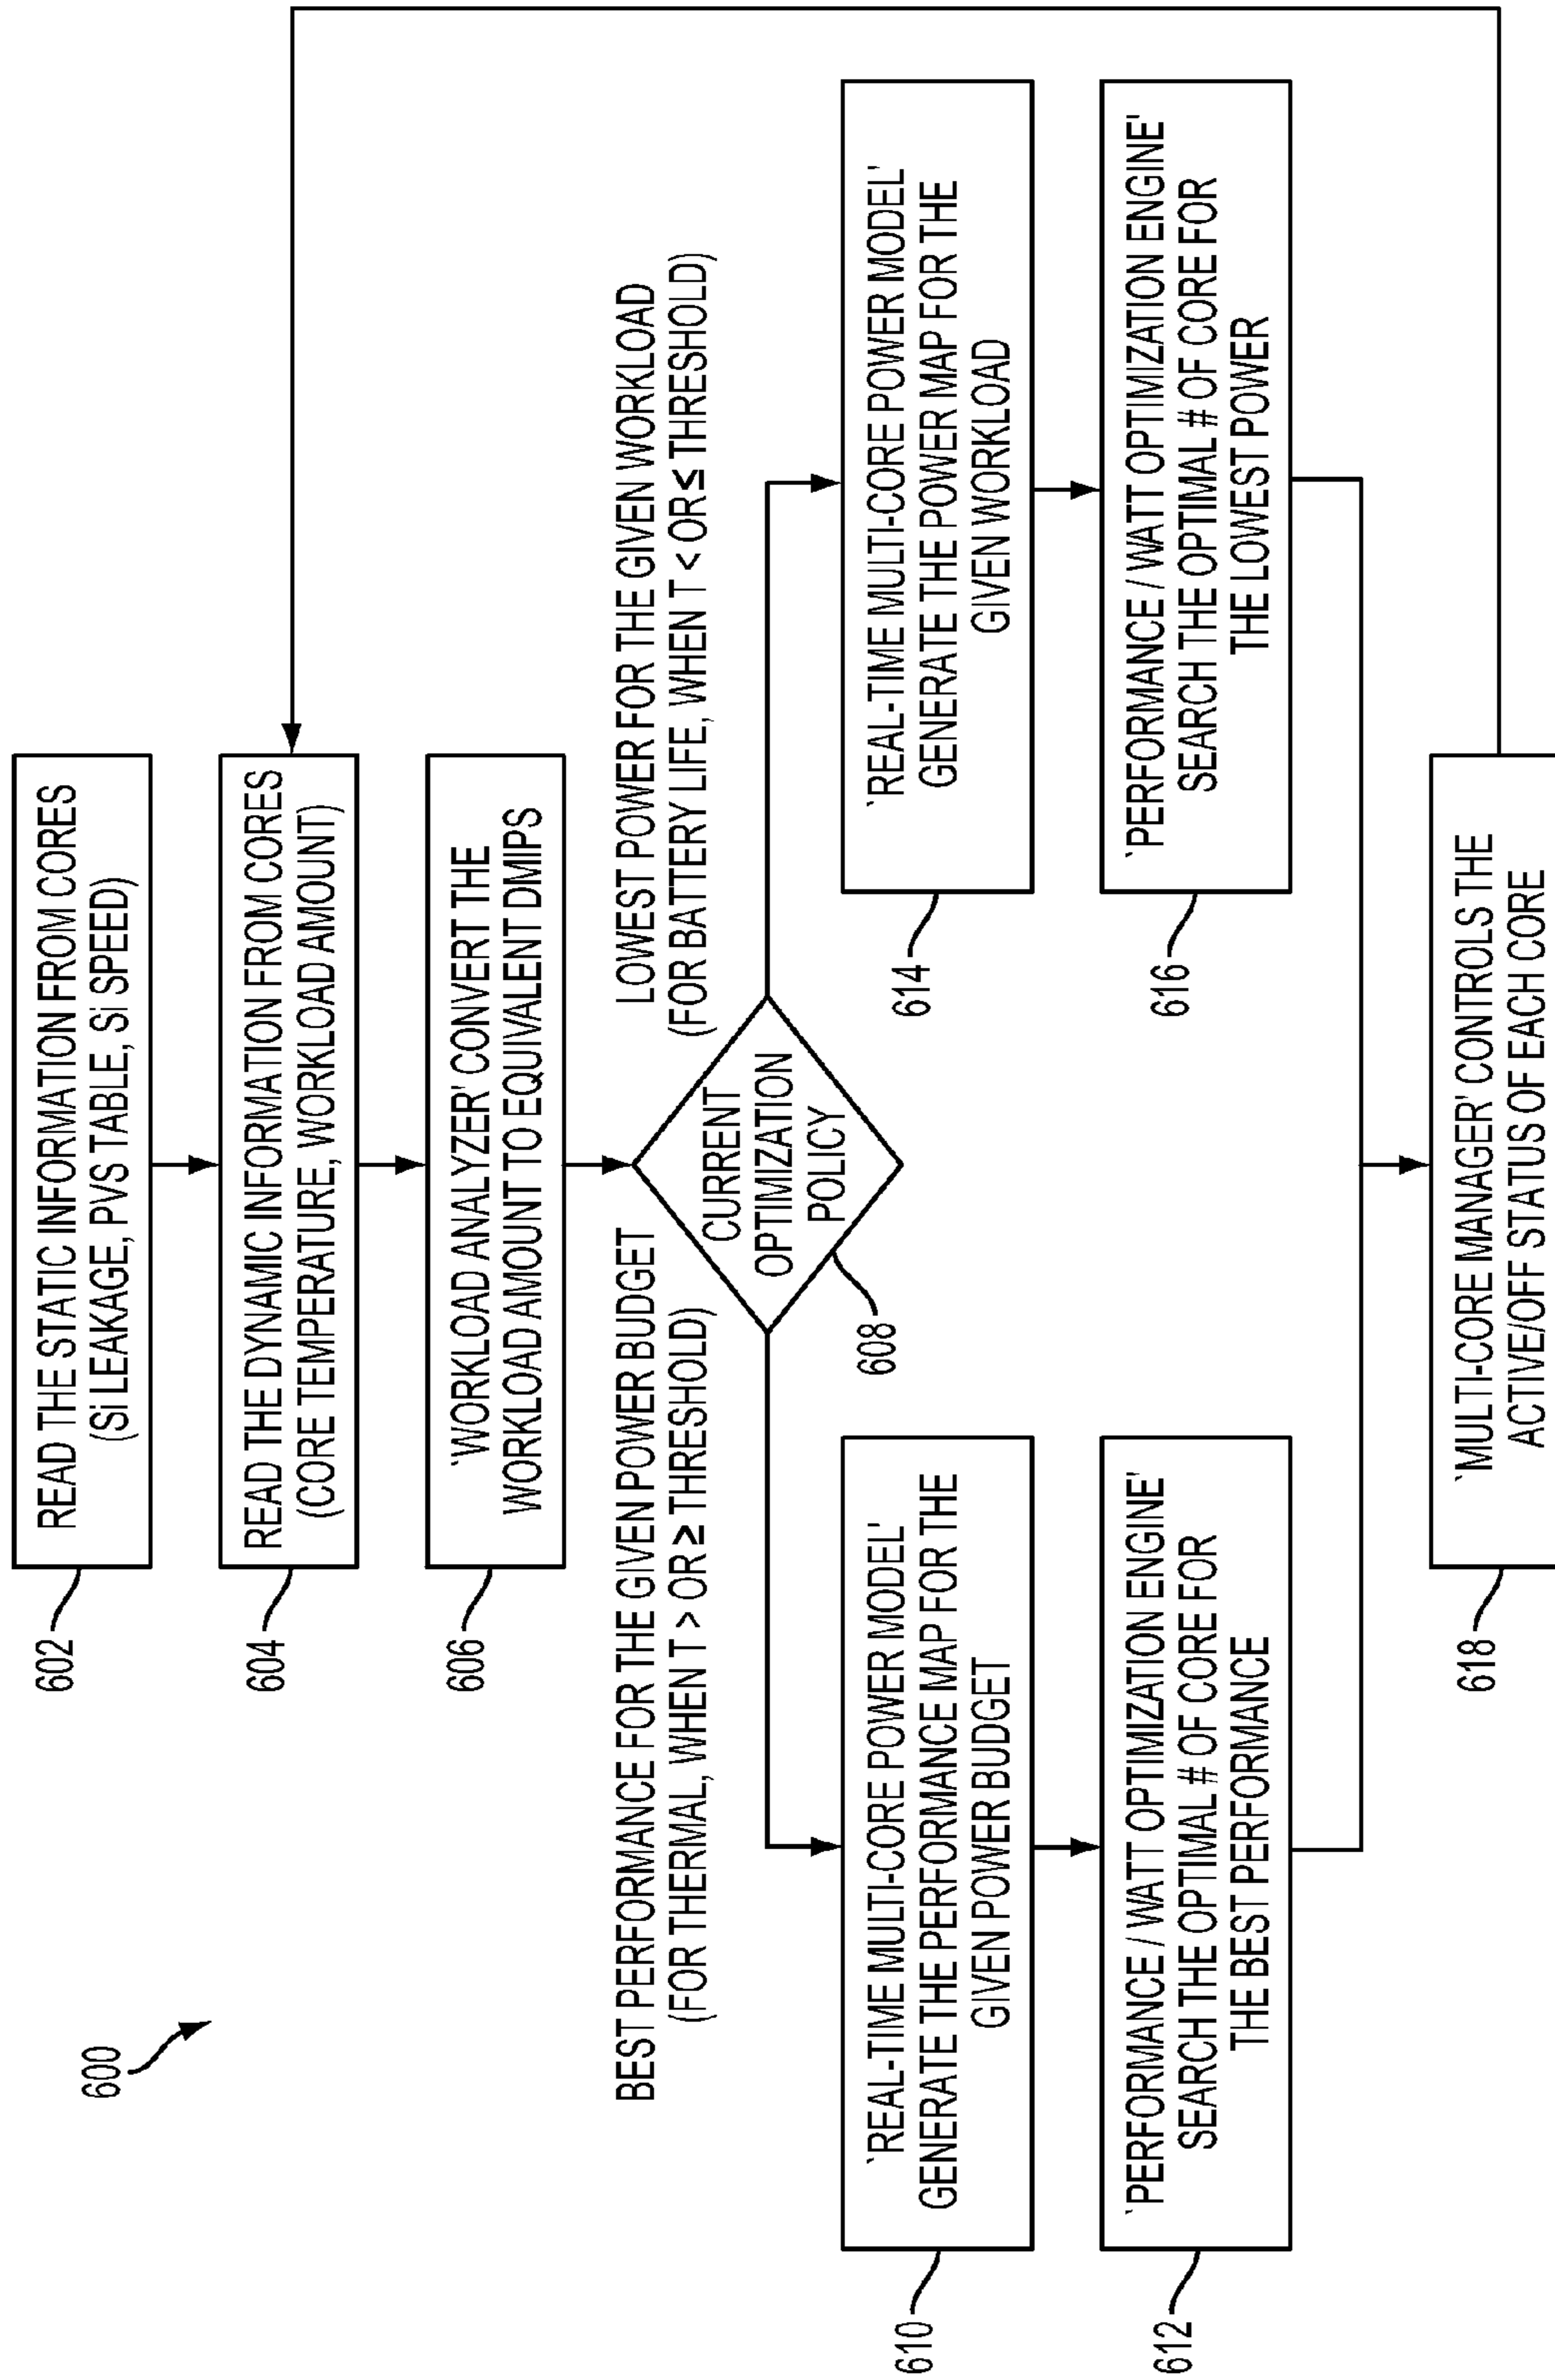 600
602
READ THE STATIC INFORMATION FROM CORES
(Si LEAKAGE, PVS TABLE, Si SPEED)
604
READ THE DYNAMIC INFORMATION FROM CORES
(CORE TEMPERATURE, WORKLOAD AMOUNT)
606
`WORKLOAD ANALYZER' CONVERT THE
WORKLOAD AMOUNT TO EQUIVALENT DMIPS
BEST PERFORMANCE FOR THE GIVEN POWER BUDGET
(FOR THERMAL, WHEN T > OR ≥ THRESHOLD)
LOWEST POWER FOR THE GIVEN WORKLOAD
(FOR BATTERY LIFE, WHEN T < OR ≤ THRESHOLD)
CURRENT
OPTIMIZATION
POLICY
608
610
`REAL-TIME MULTI-CORE POWER MODEL'
GENERATE THE PERFORMANCE MAP FOR THE
GIVEN POWER BUDGET
614
`REAL-TIME MULTI-CORE POWER MODEL'
GENERATE THE POWER MAP FOR THE
GIVEN WORKLOAD
612
`PERFORMANCE / WATT OPTIMIZATION ENGINE'
SEARCH THE OPTIMAL # OF CORE FOR
THE BEST PERFORMANCE
616
`PERFORMANCE / WATT OPTIMIZATION ENGINE'
SEARCH THE OPTIMAL # OF CORE FOR
THE LOWEST POWER
618
`MULTI-CORE MANAGER' CONTROLS THE
ACTIVE/OFF STATUS OF EACH CORE